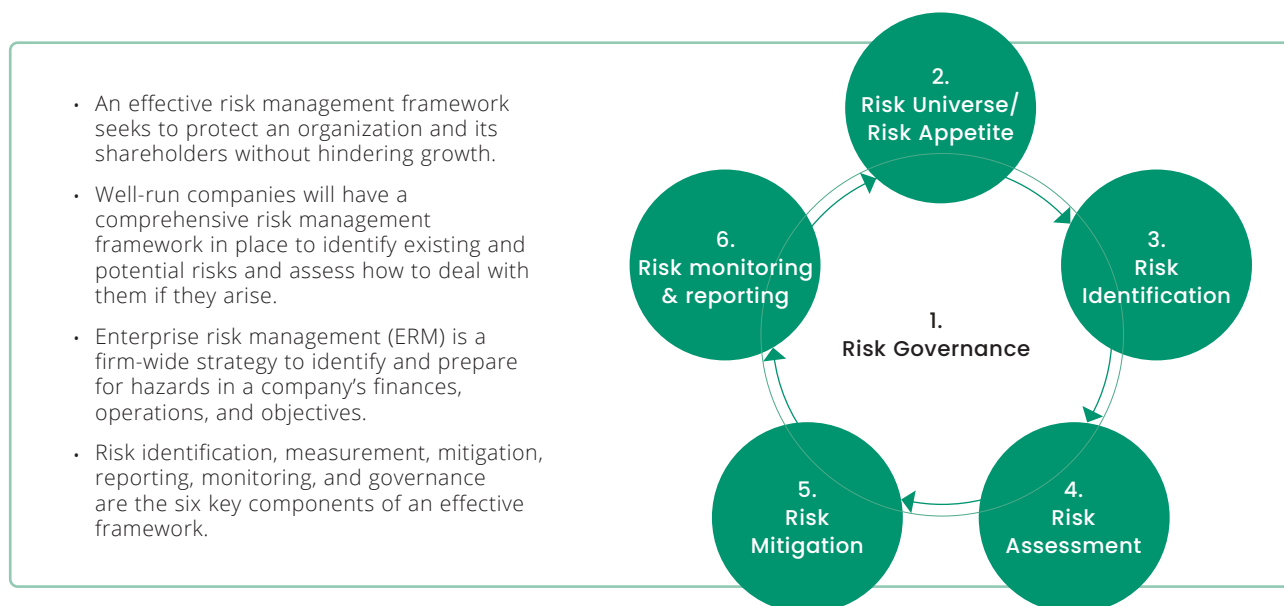 • An effective risk management framework
seeks to protect an organization and its
shareholders without hindering growth.
• Well-run companies will have a
comprehensive risk management
framework in place to identify existing and
potential risks and assess how to deal with
them if they arise.
• Enterprise risk management (ERM) is a
firm-wide strategy to identify and prepare
for hazards in a company’s finances,
operations, and objectives.
• Risk identification, measurement, mitigation,
reporting, monitoring, and governance
are the six key components of an effective
framework.
1.
Risk Governance
2.
Risk Universe/
Risk Appetite
3.
Risk
Identification
4.
Risk
Assessment
5.
Risk
Mitigation
6.
Risk monitoring
& reporting